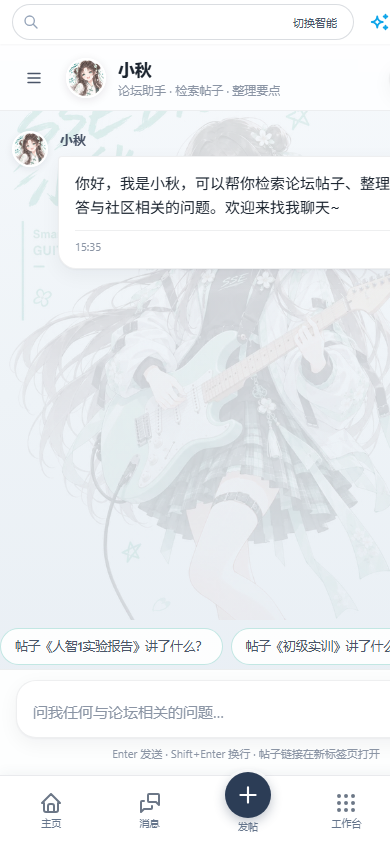 切换智能
小秋
论坛助手 · 检索帖子 · 整理要点
小秋
你好，我是小秋，可以帮你检索论坛帖子、整理
答与社区相关的问题。欢迎来找我聊天~
15:35
帖子《人智1实验报告》讲了什么？
帖子《初级实训》讲了什么
问我任何与论坛相关的问题...
Enter 发送 · Shift+Enter 换行 · 帖子链接在新标签页打开
主页
消息
发帖
工作台